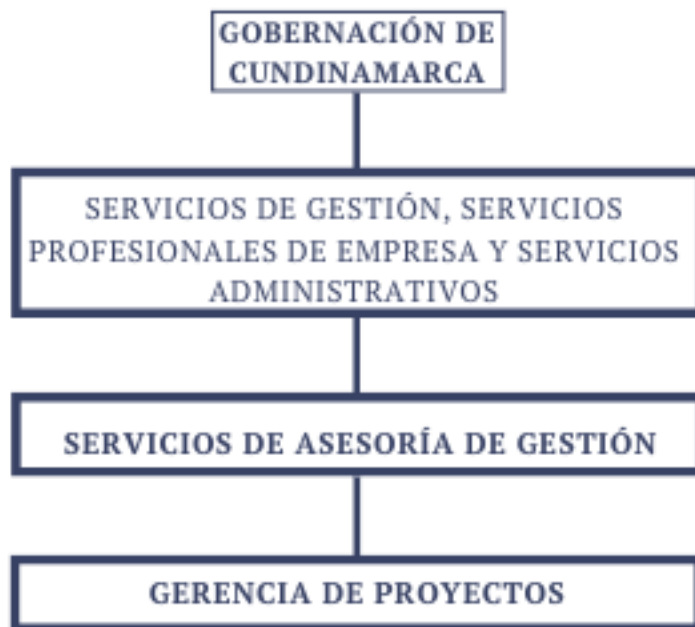 GOBERNACIÓN DE
CUNDINAMARCA
SERVICIOS DE GESTIÓN, SERVICIOS
PROFESIONALES DE EMPRESA Y SERVICIOS
ADMINISTRATIVOS
SERVICIOS DE ASESORÍA DE GESTIÓN
GERENCIA DE PROYECTOS